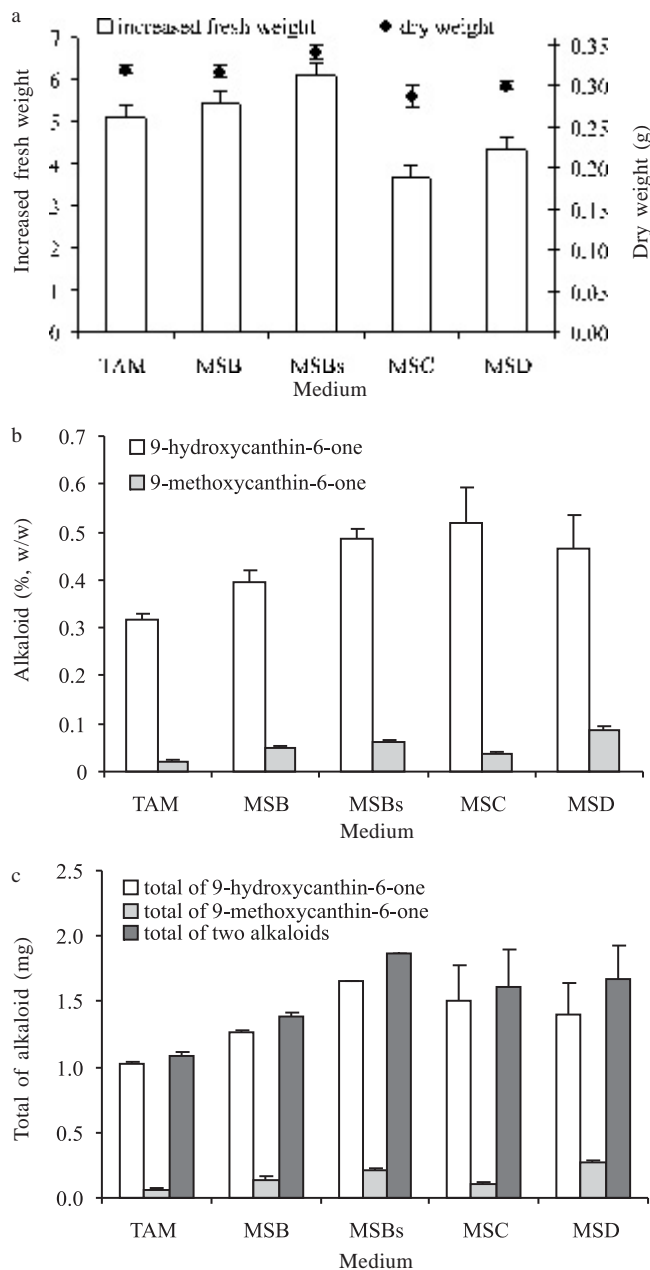 a
increased fresh weight
dry weight
7
6
5
4
3
2
1
0
Increased fresh weight
0.35
0.30
0.25
0.20
0.15
0.10
0.05
0.00
Dry weight (g)
TAM MSB MSBs MSC MSD
Medium
b
0.7
0.6
0.5
0.4
0.3
0.2
0.1
0
Alkaloid (%, w/w)
9-hydroxycanthin-6-one
9-methoxycanthin-6-one
TAM MSB MSBs MSC MSD
Medium
c
2.5
2.0
1.5
1.0
0.5
0.0
Total of alkaloid (mg)
total of 9-hydroxycanthin-6-one
total of 9-methoxycanthin-6-one
total of two alkaloids
TAM MSB MSBs MSC MSD
Medium